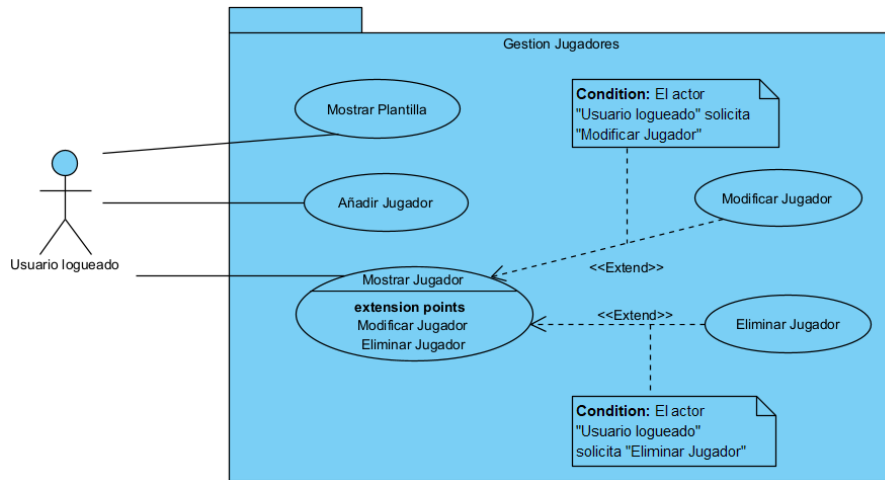 Gestion Jugadores
Mostrar Plantilla
Condition: El actor
"Usuario logueado" solicita
"Modificar Jugador"
Añadir Jugador
Modificar Jugador
Usuario logueado
<<Extend>>
Mostrar Jugador
extension points
Modificar Jugador
Eliminar Jugador
<<Extend>>
Eliminar Jugador
Condition: El actor
"Usuario logueado"
solicita "Eliminar Jugador"